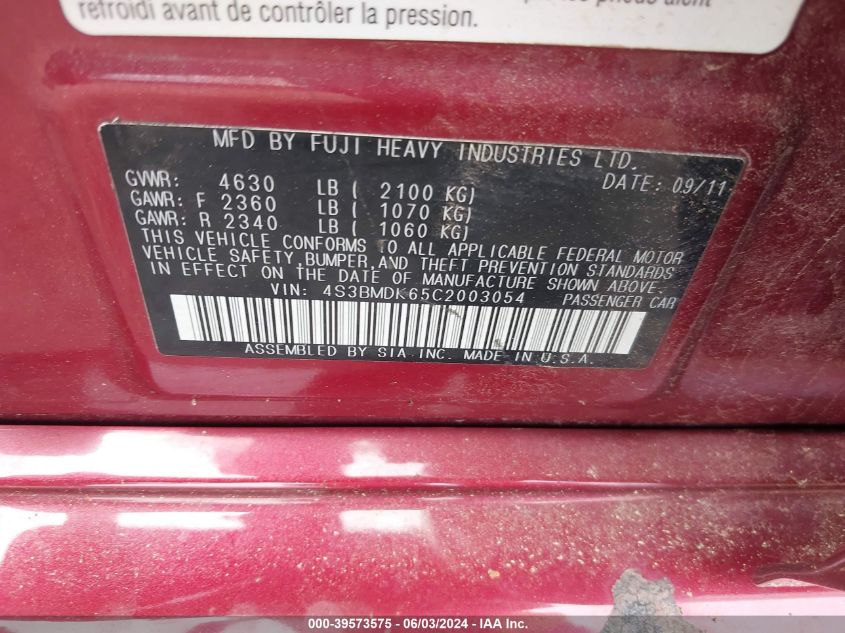 retroidi avant de contrôler la pression.
MFD BY FUJI HEAVY INDUSTRIES LTD.
GVWR: 4630 LB ( 2100 KG) DATE: 09/11
GAWR: F 2360 LB ( 1070 KG)
GAWR: R 2340 LB ( 1060 KG)
THIS VEHICLE CONFORMS TO ALL APPLICABLE FEDERAL MOTOR
VEHICLE SAFETY, BUMPER, AND THEFT PREVENTION STANDARDS
IN EFFECT ON THE DATE OF MANUFACTURE SHOWN ABOVE.
VIN: 4S3BMDK65C2003054 PASSENGER CAR
ASSEMBLED BY SIA INC. MADE IN U.S.A.
000-39573575 - 06/03/2024 - IAA Inc.